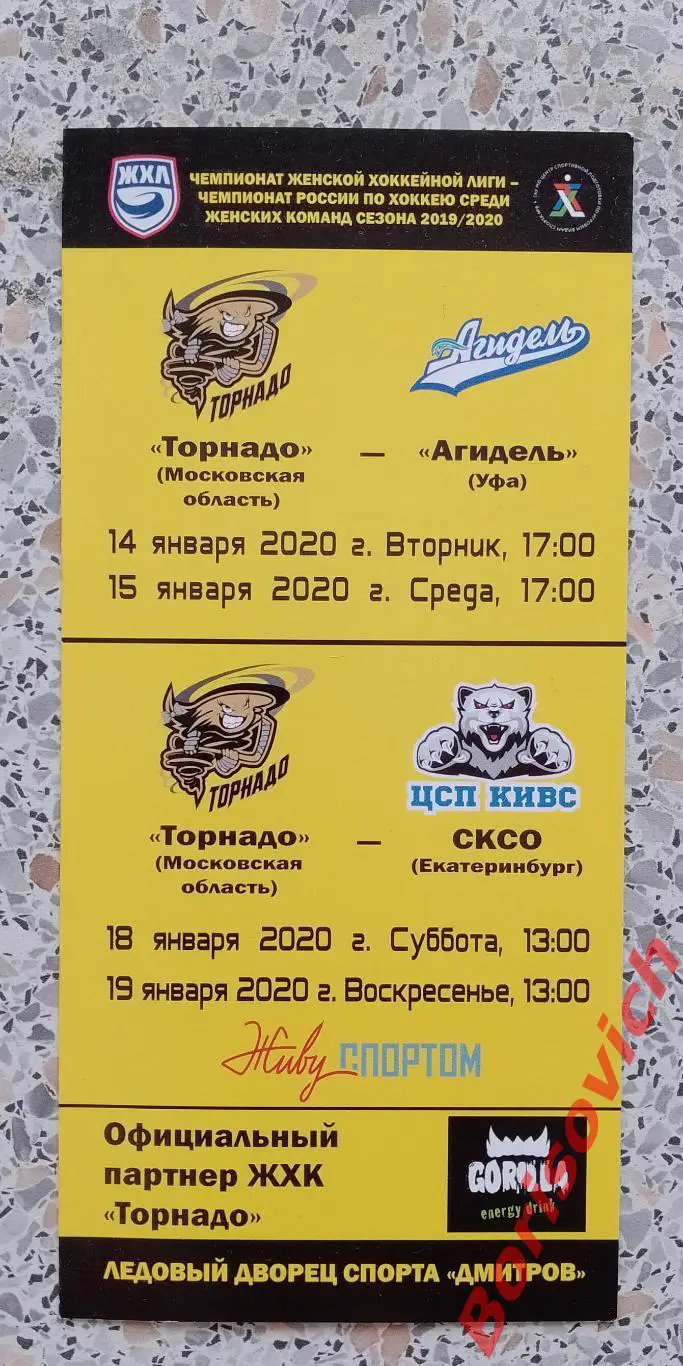 ЖХЛ
ЧЕМПИОНАТ ЖЕНСКОЙ ХОККЕЙНОЙ ЛИГИ –
ЧЕМПИОНАТ РОССИИ ПО ХОККЕЮ СРЕДИ
ЖЕНСКИХ КОМАНД СЕЗОНА 2019/2020
ТОРНАДО
Агидель
«Торнадо» – «Агидель»
(Московская область) (Уфа)
14 января 2020 г. Вторник, 17:00
15 января 2020 г. Среда, 17:00
ТОРНАДО
ЦСП КИВС
«Торнадо» – СКСО
(Московская область) (Екатеринбург)
18 января 2020 г. Суббота, 13:00
19 января 2020 г. Воскресенье, 13:00
Живу СПОРТОМ
Официальный
партнер ЖХК
«Торнадо»
GORILLA
energy drink
ЛЕДОВЫЙ ДВОРЕЦ СПОРТА «ДМИТРОВ»
Borisovich